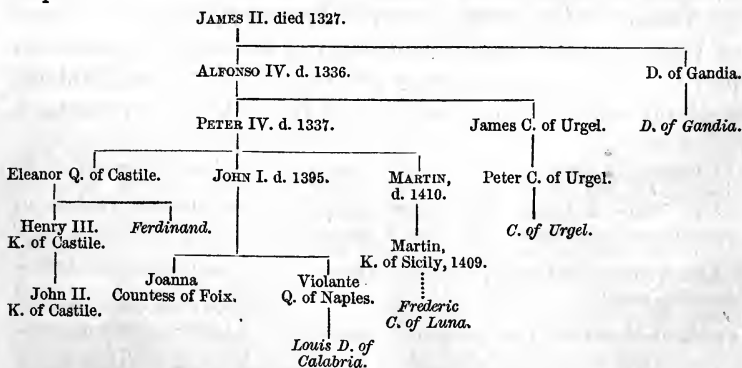 JAMES II. died 1327.
ALFONSO IV. d. 1336. D. of Gandia.
PETER IV. d. 1337. James C. of Urgel. D. of Gandia.
Eleanor Q. of Castile. JOHN I. d. 1395. MARTIN, Peter C. of Urgel.
d. 1410.
Henry III. Ferdinand. C. of Urgel.
K. of Castile. Martin,
K. of Sicily, 1409.
John II. Joanna Violante
K. of Castile. Countess of Foix. Q. of Naples. Frederic
C. of Luna.
Louis D. of
Calabria.